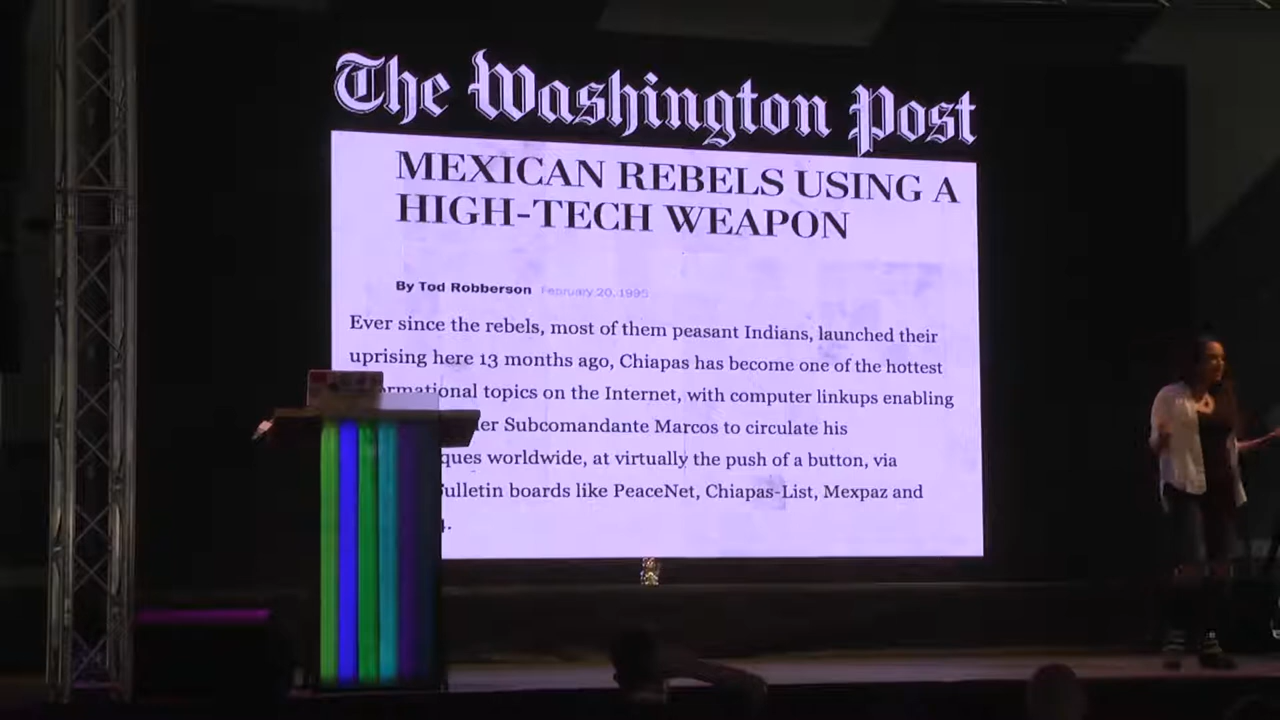 The Washington Post
MEXICAN REBELS USING A
HIGH-TECH WEAPON
By Tod Robberson February 20, 1995
Ever since the rebels, most of them peasant Indians, launched their
uprising here 13 months ago, Chiapas has become one of the hottest
rmational topics on the Internet, with computer linkups enabling
er Subcomandante Marcos to circulate his
ques worldwide, at virtually the push of a button, via
ulletin boards like PeaceNet, Chiapas-List, Mexpaz and